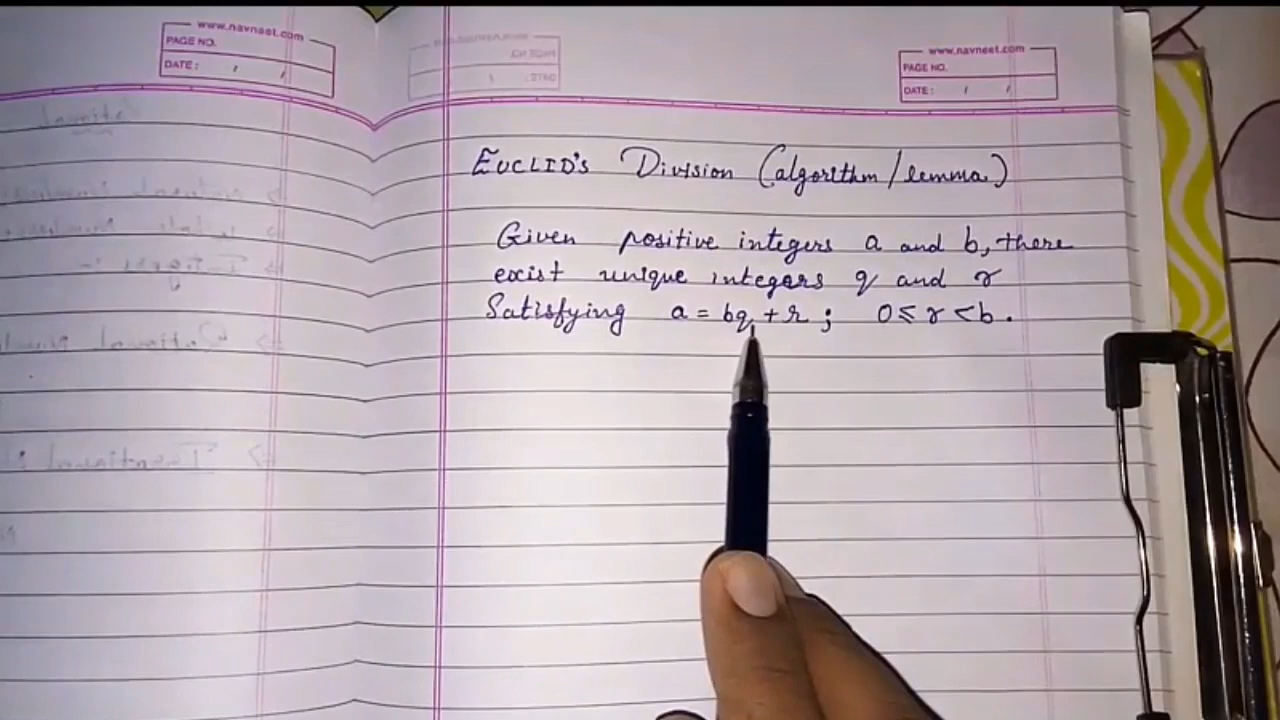 www.navneet.com
PAGE NO.
DATE : / /
www.navneet.com
PAGE NO.
DATE : / /
EUCLID's Division (algorithm/lemma)
Given positive integers a and b, there
exist unique integers q and r
Satisfying a = bq + r ; 0 ≤ r < b .